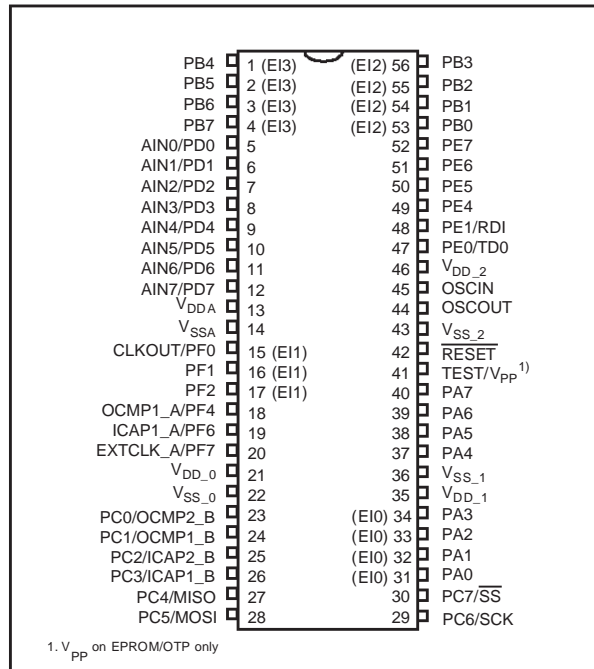 PB4 1 (EI3) (EI2) 56 PB3
PB5 2 (EI3) (EI2) 55 PB2
PB6 3 (EI3) (EI2) 54 PB1
PB7 4 (EI3) (EI2) 53 PB0
AIN0/PD0 5 52 PE7
AIN1/PD1 6 51 PE6
AIN2/PD2 7 50 PE5
AIN3/PD3 8 49 PE4
AIN4/PD4 9 48 PE1/RDI
AIN5/PD5 10 47 PE0/TD0
AIN6/PD6 11 46 VDD_2
AIN7/PD7 12 45 OSCIN
VDDA 13 44 OSCOUT
VSSA 14 43 VSS_2
CLKOUT/PF0 15 (EI1) 42 RESET
PF1 16 (EI1) 41 TEST/VPP1)
PF2 17 (EI1) 40 PA7
OCMP1_A/PF4 18 39 PA6
ICAP1_A/PF6 19 38 PA5
EXTCLK_A/PF7 20 37 PA4
VDD_0 21 36 VSS_1
VSS_0 22 35 VDD_1
PC0/OCMP2_B 23 (EI0) 34 PA3
PC1/OCMP1_B 24 (EI0) 33 PA2
PC2/ICAP2_B 25 (EI0) 32 PA1
PC3/ICAP1_B 26 (EI0) 31 PA0
PC4/MISO 27 30 PC7/SS
PC5/MOSI 28 29 PC6/SCK
1. VPP on EPROM/OTP only